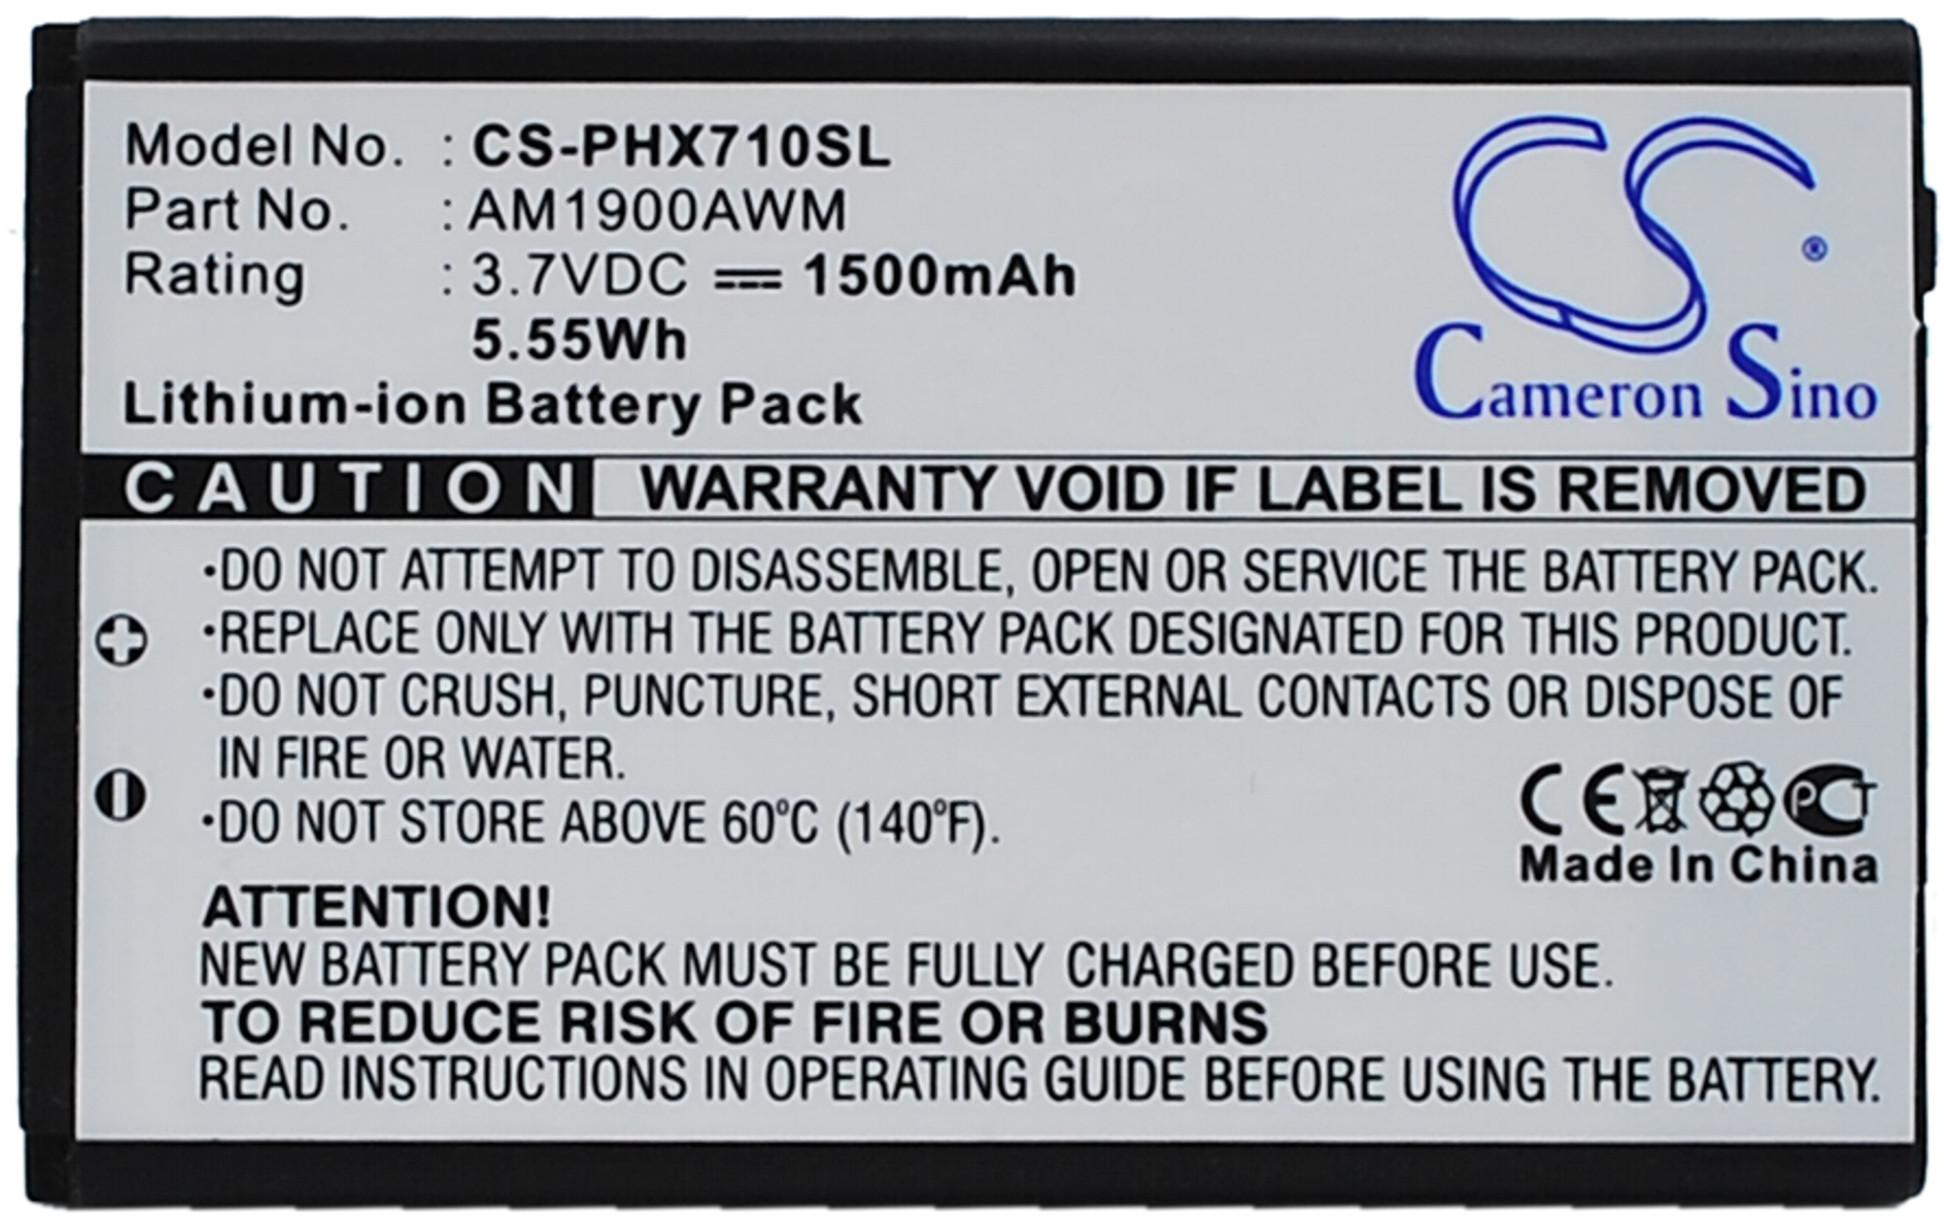 Model No. : CS-PHX710SL
Part No. : AM1900AWM
Rating : 3.7VDC ⎓ 1500mAh
5.55Wh
Lithium-ion Battery Pack
CS ®
Cameron Sino
CAUTION WARRANTY VOID IF LABEL IS REMOVED
·DO NOT ATTEMPT TO DISASSEMBLE, OPEN OR SERVICE THE BATTERY PACK.
·REPLACE ONLY WITH THE BATTERY PACK DESIGNATED FOR THIS PRODUCT.
·DO NOT CRUSH, PUNCTURE, SHORT EXTERNAL CONTACTS OR DISPOSE OF
IN FIRE OR WATER.
·DO NOT STORE ABOVE 60°C (140°F).
CE PCT
Made In China
ATTENTION!
NEW BATTERY PACK MUST BE FULLY CHARGED BEFORE USE.
TO REDUCE RISK OF FIRE OR BURNS
READ INSTRUCTIONS IN OPERATING GUIDE BEFORE USING THE BATTERY.